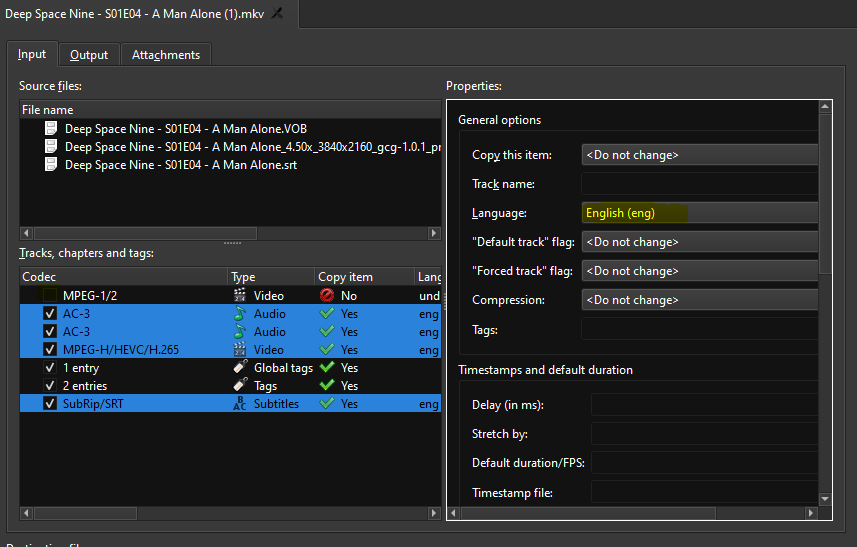 Deep Space Nine - S01E04 - A Man Alone (1).mkv
Input Output Attachments
Source files:
File name
Deep Space Nine - S01E04 - A Man Alone.VOB
Deep Space Nine - S01E04 - A Man Alone_4.50x_3840x2160_gcg-1.0.1_pr
Deep Space Nine - S01E04 - A Man Alone.srt
Tracks, chapters and tags:
Codec Type Copy item Lang
MPEG-1/2 Video No und
AC-3 Audio Yes eng
AC-3 Audio Yes eng
MPEG-H/HEVC/H.265 Video Yes eng
1 entry Global tags Yes
2 entries Tags Yes
SubRip/SRT Subtitles Yes eng
Properties:
General options
Copy this item: <Do not change>
Track name:
Language: English (eng)
"Default track" flag: <Do not change>
"Forced track" flag: <Do not change>
Compression: <Do not change>
Tags:
Timestamps and default duration
Delay (in ms):
Stretch by:
Default duration/FPS:
Timestamp file: